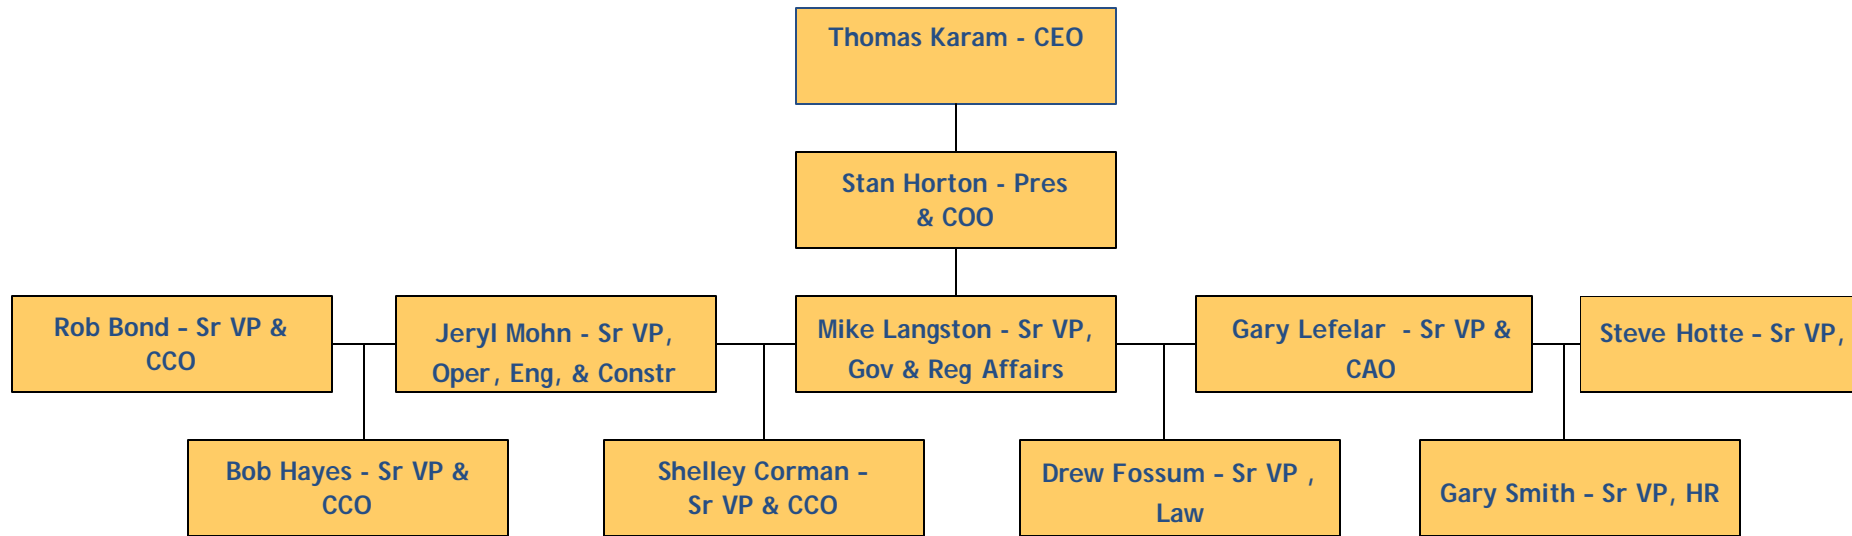 Thomas Karam - CEO
Stan Horton - Pres
& COO
Rob Bond – Sr VP &
CCO
Jeryl Mohn - Sr VP,
Oper, Eng, & Constr
Mike Langston - Sr VP,
Gov & Reg Affairs
Gary Lefelar - Sr VP &
CAO
Steve Hotte – Sr VP,
Bob Hayes - Sr VP &
CCO
Shelley Corman –
Sr VP & CCO
Drew Fossum – Sr VP ,
Law
Gary Smith – Sr VP, HR